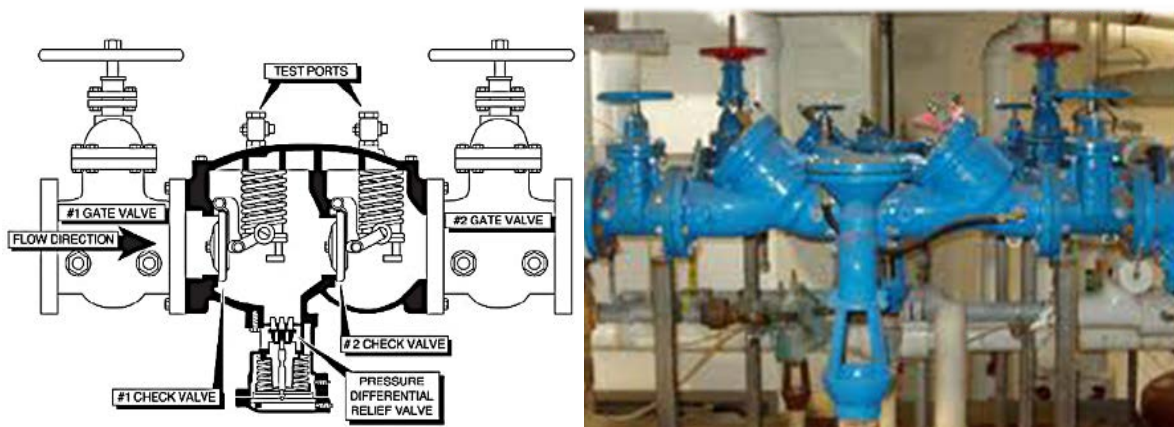 TEST PORTS
#1 GATE VALVE
#2 GATE VALVE
FLOW DIRECTION
#2 CHECK VALVE
#1 CHECK VALVE
PRESSURE
DIFFERENTIAL
RELIEF VALVE